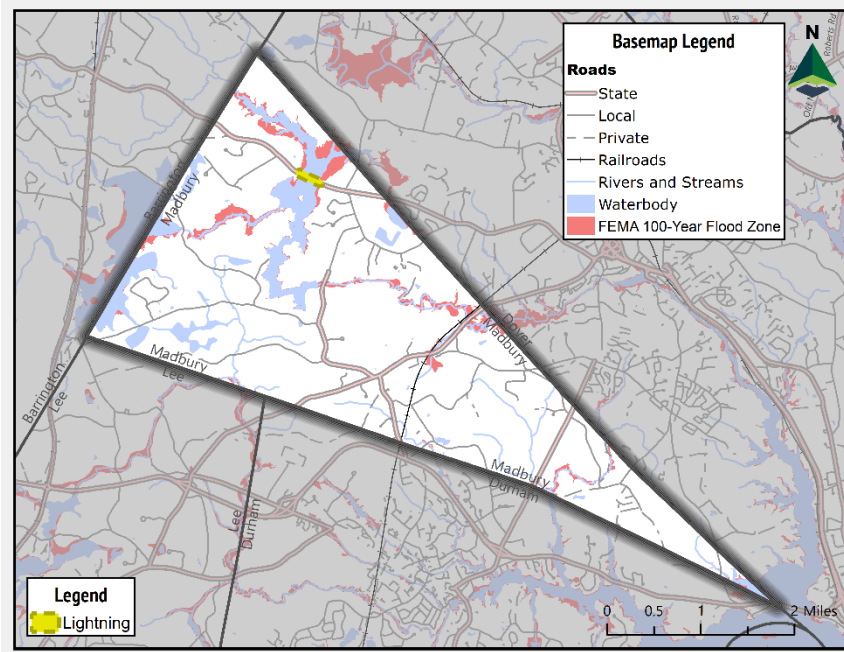 Basemap Legend
Roads
State
Local
Private
Railroads
Rivers and Streams
Waterbody
FEMA 100-Year Flood Zone
N
Roberts Rd
Barrington
Madbury
Dover
Madbury
Madbury
Lee
Barrington
Lee
Madbury
Durham
Lee
Durham
Legend
Lightning
0 0.5 1 2 Miles